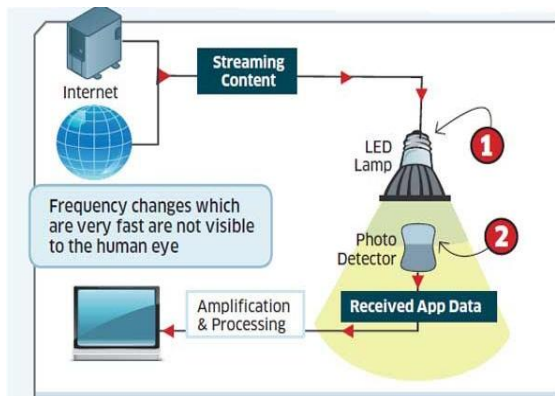 Streaming
Content
Internet
LED
Lamp
1
Frequency changes which
are very fast are not visible
to the human eye
Photo
Detector
2
Received App Data
Amplification
& Processing